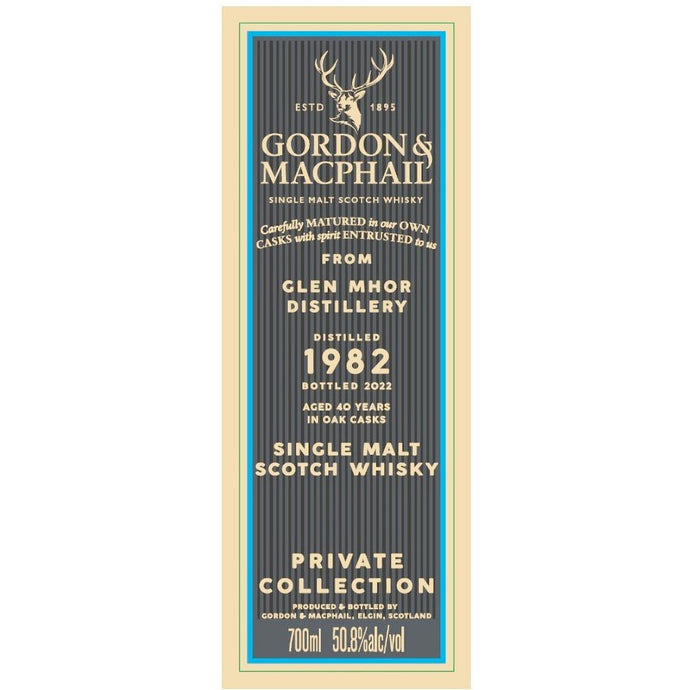 ESTD 1895
GORDON &
MACPHAIL
SINGLE MALT SCOTCH WHISKY
Carefully MATURED in our OWN
CASKS with spirit ENTRUSTED to us
FROM
GLEN MHOR
DISTILLERY
DISTILLED
1982
BOTTLED 2022
AGED 40 YEARS
IN OAK CASKS
SINGLE MALT
SCOTCH WHISKY
PRIVATE
COLLECTION
PRODUCED & BOTTLED BY
GORDON & MACPHAIL, ELGIN, SCOTLAND
700ml 50.8%alc/vol